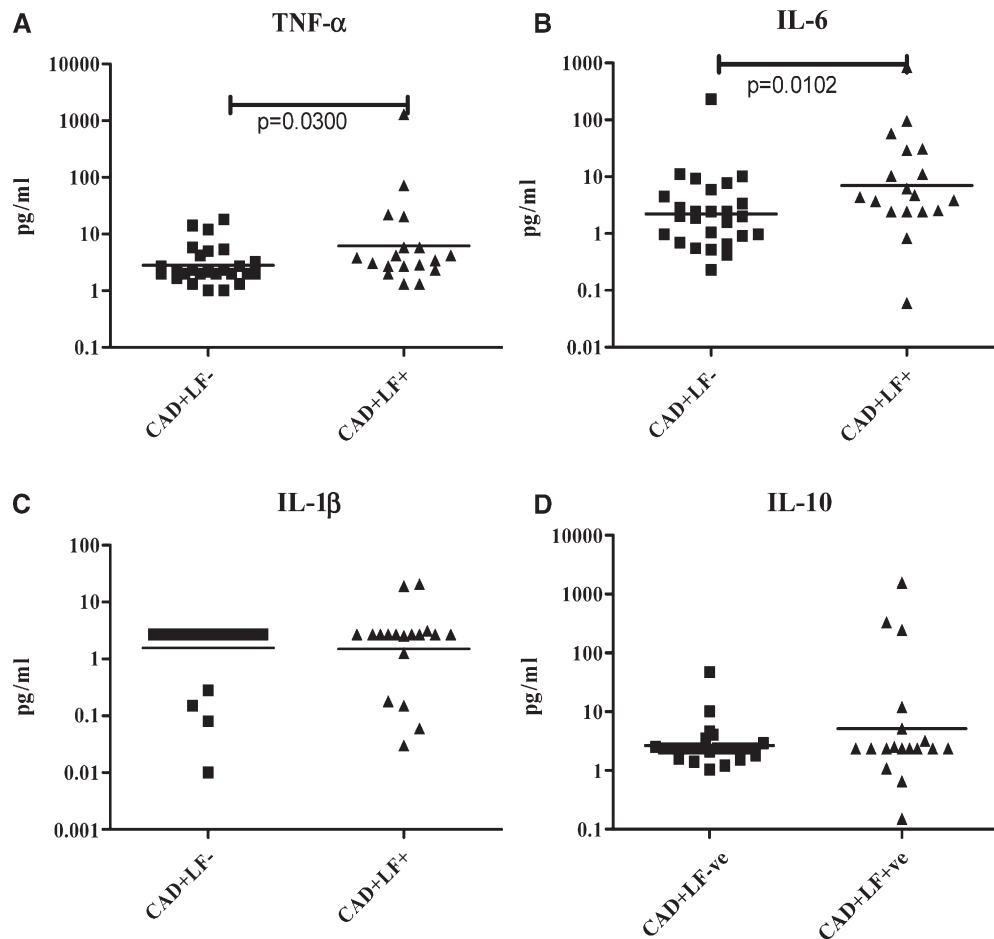 A
TNF-α
10000
1000
100
10
1
0.1
pg/ml
p=0.0300
CAD+LF-
CAD+LF+
B
IL-6
1000
100
10
1
0.1
0.01
pg/ml
p=0.0102
CAD+LF-
CAD+LF+
C
IL-1β
100
10
1
0.1
0.01
0.001
pg/ml
CAD+LF-
CAD+LF+
D
IL-10
10000
1000
100
10
1
0.1
pg/ml
CAD+LF-ve
CAD+LF+ve